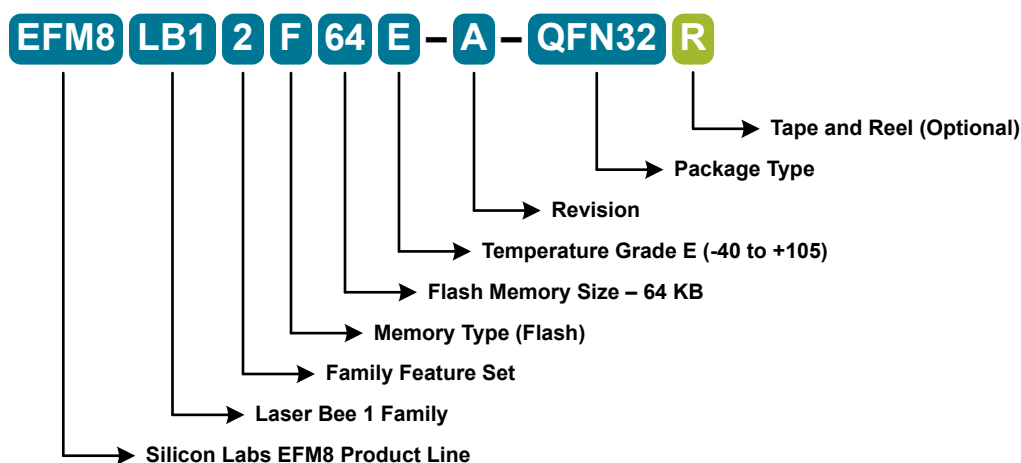 EFM8 LB1 2 F 64 E – A – QFN32 R
Tape and Reel (Optional)
Package Type
Revision
Temperature Grade E (-40 to +105)
Flash Memory Size – 64 KB
Memory Type (Flash)
Family Feature Set
Laser Bee 1 Family
Silicon Labs EFM8 Product Line